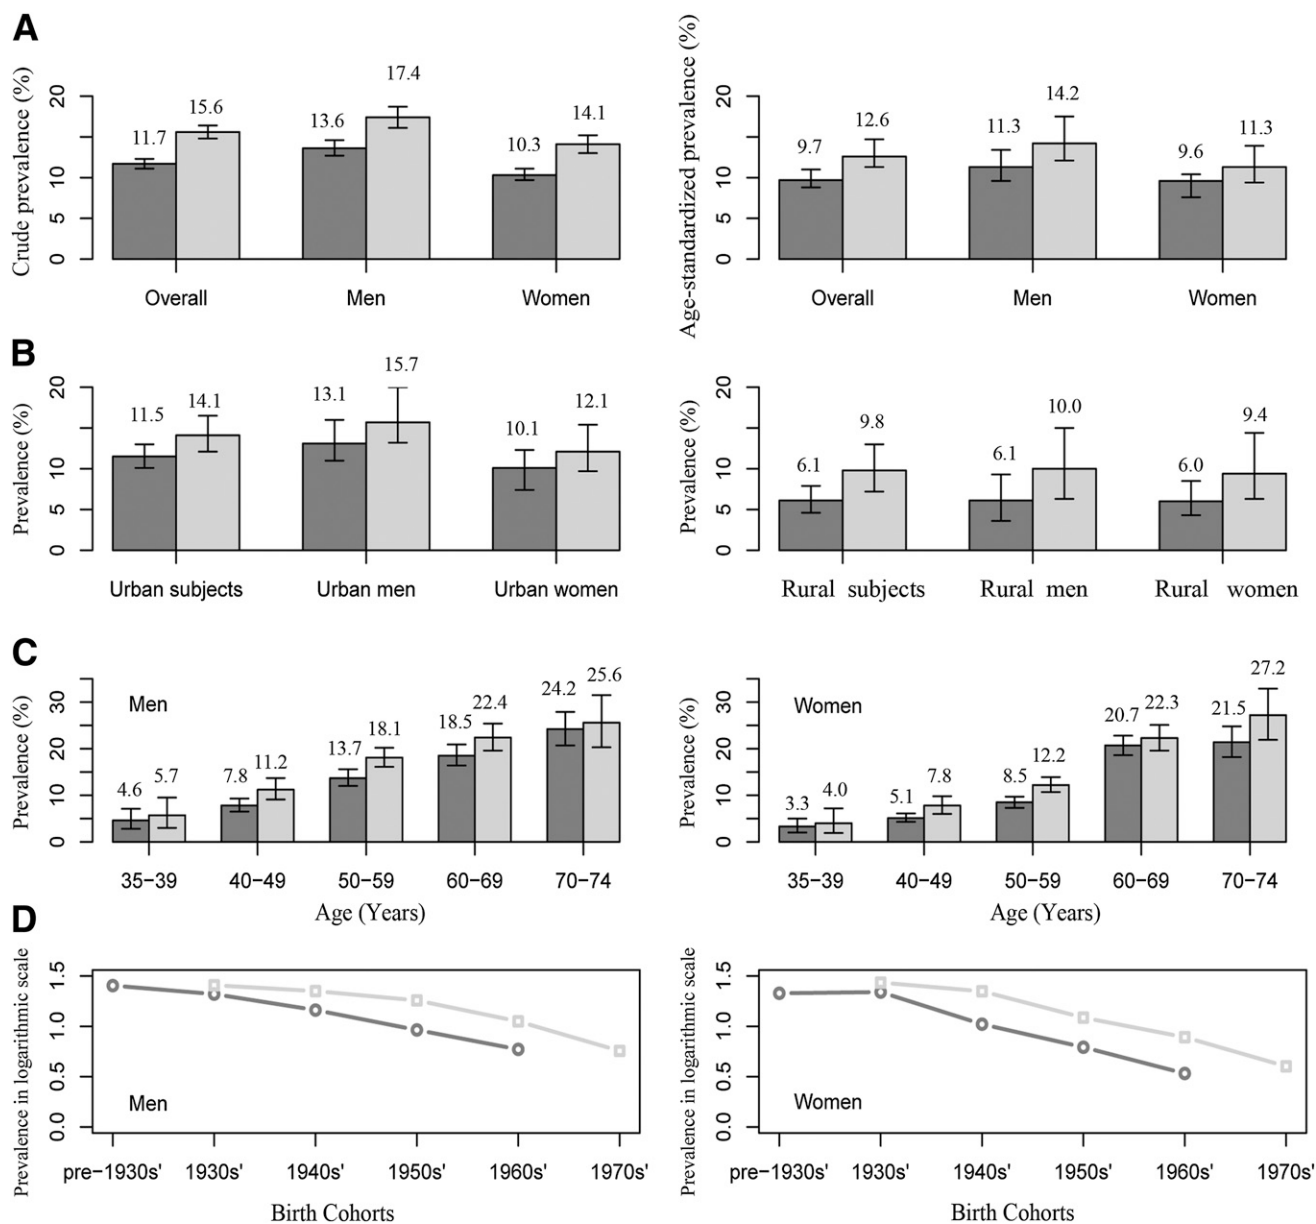 A
Crude prevalence (%)
20
10
5
0
11.7
15.6
13.6
17.4
10.3
14.1
Overall
Men
Women
Age-standardized prevalence (%)
20
10
5
0
9.7
12.6
11.3
14.2
9.6
11.3
Overall
Men
Women
B
Prevalence (%)
20
10
5
0
11.5
14.1
13.1
15.7
10.1
12.1
Urban subjects
Urban men
Urban women
Prevalence (%)
20
10
5
0
6.1
9.8
6.1
10.0
6.0
9.4
Rural subjects
Rural men
Rural women
C
Prevalence (%)
30
20
10
0
Men
4.6
5.7
7.8
11.2
13.7
18.1
18.5
22.4
24.2
25.6
35-39
40-49
50-59
60-69
70-74
Age (Years)
Prevalence (%)
30
20
10
0
Women
3.3
4.0
5.1
7.8
8.5
12.2
20.7
22.3
21.5
27.2
35-39
40-49
50-59
60-69
70-74
Age (Years)
D
Prevalence in logarithmic scale
1.5
1.0
0.5
0.0
Men
pre-1930s'
1930s'
1940s'
1950s'
1960s'
1970s'
Birth Cohorts
Prevalence in logarithmic scale
1.5
1.0
0.5
0.0
Women
pre-1930s'
1930s'
1940s'
1950s'
1960s'
1970s'
Birth Cohorts